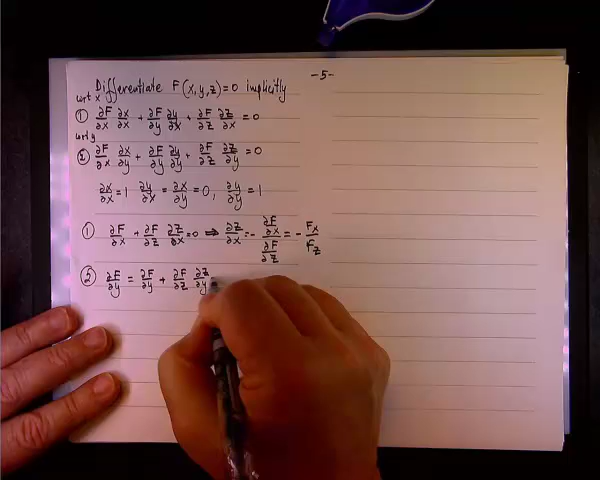 -5-
Differentiate F(x,y,z)=0 implicitly
wrt x
① ∂F/∂x ∂x/∂x + ∂F/∂y ∂y/∂x + ∂F/∂z ∂z/∂x = 0
wrt y
② ∂F/∂x ∂x/∂y + ∂F/∂y ∂y/∂y + ∂F/∂z ∂z/∂y = 0
∂x/∂x = 1 ∂y/∂x = ∂x/∂y = 0, ∂y/∂y = 1
① ∂F/∂x + ∂F/∂z ∂z/∂x = 0 ⇒ ∂z/∂x = - (∂F/∂x)/(∂F/∂z) = - Fx/Fz
② ∂F/∂y = ∂F/∂y + ∂F/∂z ∂z/∂y =